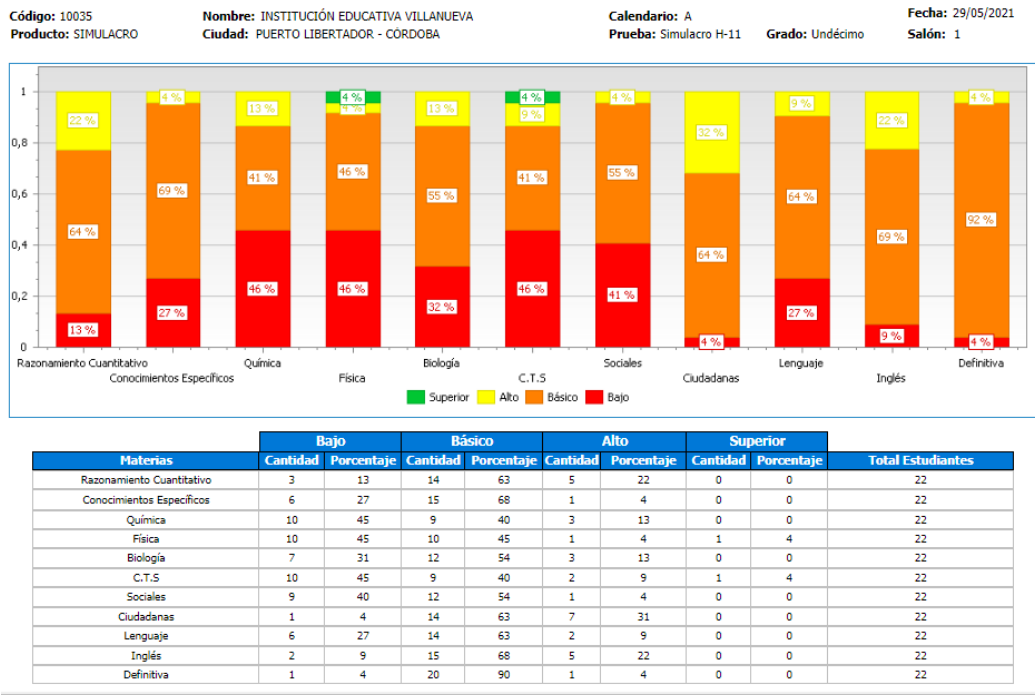 Código: 10035 Nombre: INSTITUCIÓN EDUCATIVA VILLANUEVA Calendario: A Fecha: 29/05/2021
Producto: SIMULACRO Ciudad: PUERTO LIBERTADOR - CÓRDOBA Prueba: Simulacro H-11 Grado: Undécimo Salón: 1
1
0,8
0,6
0,4
0,2
0
22 % 64 % 13 %
4 % 69 % 27 %
13 % 41 % 46 %
4 % 4 % 46 % 46 %
13 % 55 % 32 %
4 % 9 % 41 % 46 %
4 % 55 % 41 %
32 % 64 % 4 %
9 % 64 % 27 %
22 % 69 % 9 %
4 % 92 % 4 %
Razonamiento Cuantitativo Química Biología Sociales Lenguaje Definitiva
Conocimientos Específicos Física C.T.S Ciudadanas Inglés
Superior Alto Básico Bajo
Bajo Básico Alto Superior
Materias Cantidad Porcentaje Cantidad Porcentaje Cantidad Porcentaje Cantidad Porcentaje Total Estudiantes
Razonamiento Cuantitativo 3 13 14 63 5 22 0 0 22
Conocimientos Específicos 6 27 15 68 1 4 0 0 22
Química 10 45 9 40 3 13 0 0 22
Física 10 45 10 45 1 4 1 4 22
Biología 7 31 12 54 3 13 0 0 22
C.T.S 10 45 9 40 2 9 1 4 22
Sociales 9 40 12 54 1 4 0 0 22
Ciudadanas 1 4 14 63 7 31 0 0 22
Lenguaje 6 27 14 63 2 9 0 0 22
Inglés 2 9 15 68 5 22 0 0 22
Definitiva 1 4 20 90 1 4 0 0 22